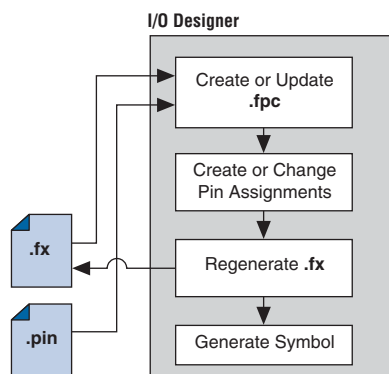 I/O Designer
Create or Update
.fpc
Create or Change
Pin Assignments
.fx
Regenerate .fx
.pin
Generate Symbol